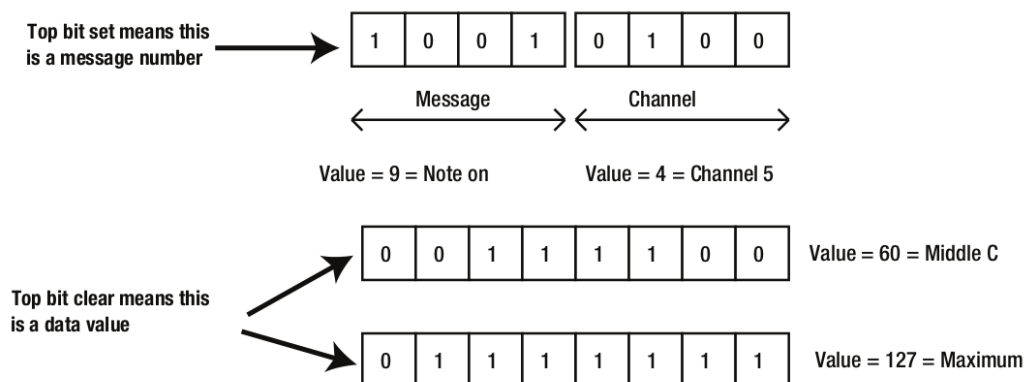 Top bit set means this
is a message number
1 0 0 1 0 1 0 0
Message Channel
Value = 9 = Note on Value = 4 = Channel 5
0 0 1 1 1 1 0 0 Value = 60 = Middle C
Top bit clear means this
is a data value
0 1 1 1 1 1 1 1 Value = 127 = Maximum